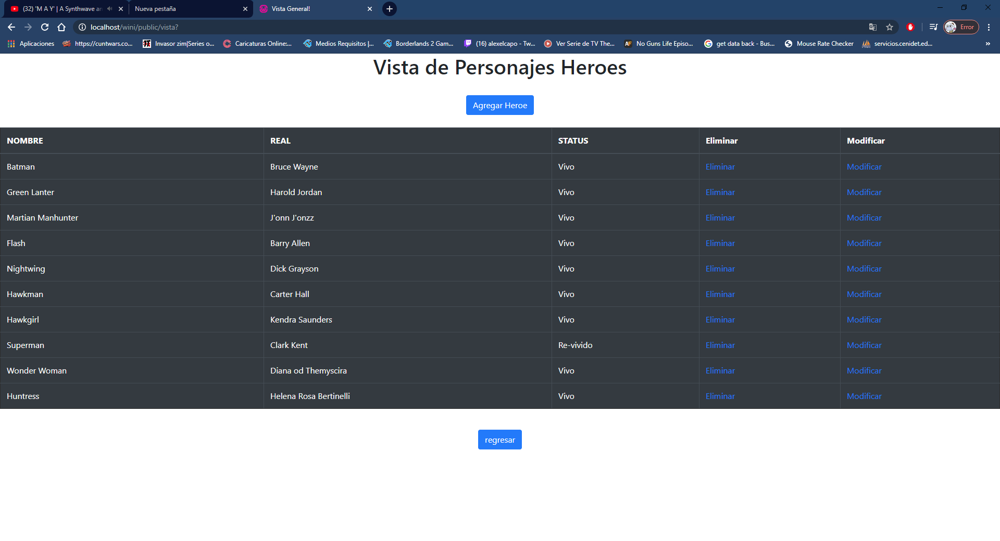 (32) 'M A Y' | A Synthwave an
Nueva pestaña
Vista General!
localhost/wini/public/vista?
Error
Aplicaciones
https://cuntwars.co...
Invasor zim|Series o...
Caricaturas Online:...
Medios Requisitos |...
Borderlands 2 Gam...
(16) alexelcapo - Tw...
Ver Serie de TV The...
AF
No Guns Life Episo...
get data back - Bus...
Mouse Rate Checker
servicios.cenidet.ed...
»
Vista de Personajes Heroes
Agregar Heroe
NOMBRE REAL STATUS Eliminar Modificar
Batman Bruce Wayne Vivo Eliminar Modificar
Green Lanter Harold Jordan Vivo Eliminar Modificar
Martian Manhunter J'onn J'onzz Vivo Eliminar Modificar
Flash Barry Allen Vivo Eliminar Modificar
Nightwing Dick Grayson Vivo Eliminar Modificar
Hawkman Carter Hall Vivo Eliminar Modificar
Hawkgirl Kendra Saunders Vivo Eliminar Modificar
Superman Clark Kent Re-vivido Eliminar Modificar
Wonder Woman Diana od Themyscira Vivo Eliminar Modificar
Huntress Helena Rosa Bertinelli Vivo Eliminar Modificar
regresar